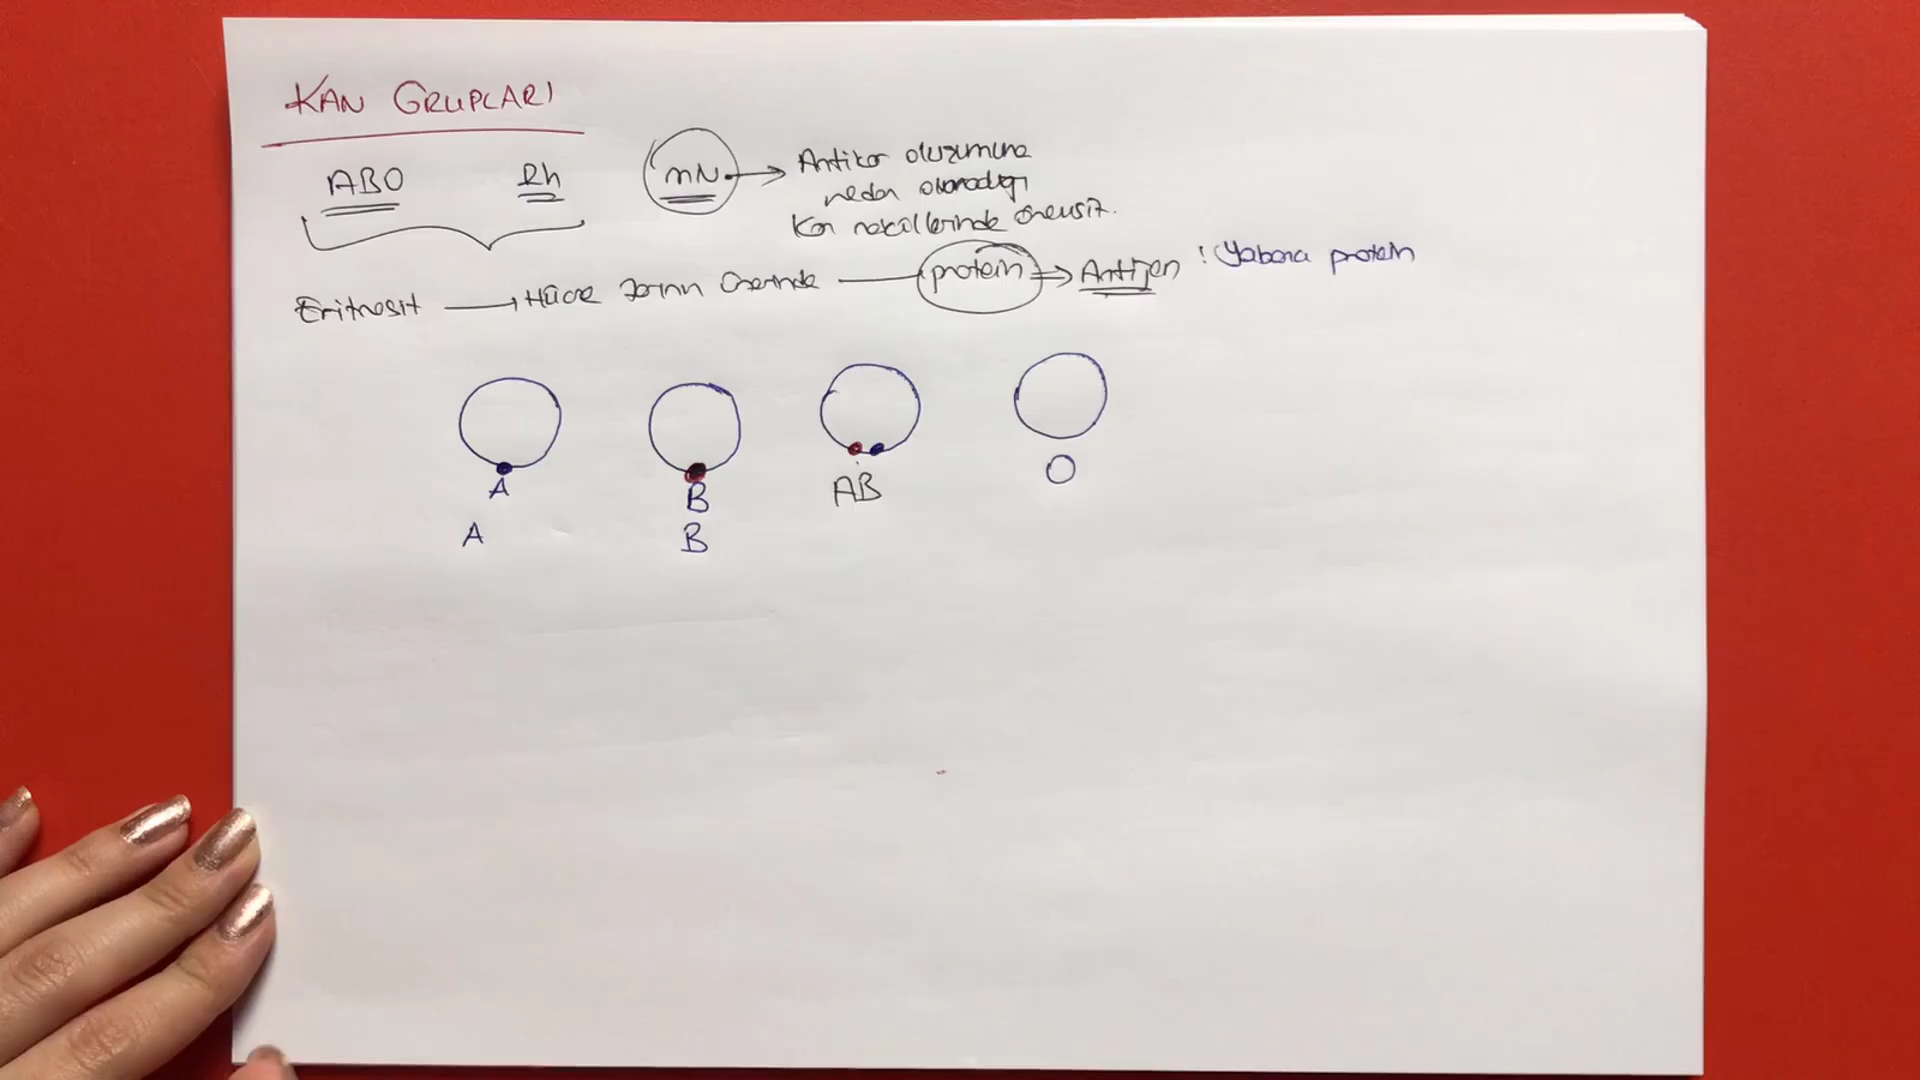 KAN GRUPLARI
ABO Rh MN → Antikor oluşumuna
neden olmadığı
Kan nakillerinde önemsiz.
Eritrosit → Hücre zarının üzerinde — protein ⇒ Antijen : Yabancı protein
A B AB O
A B